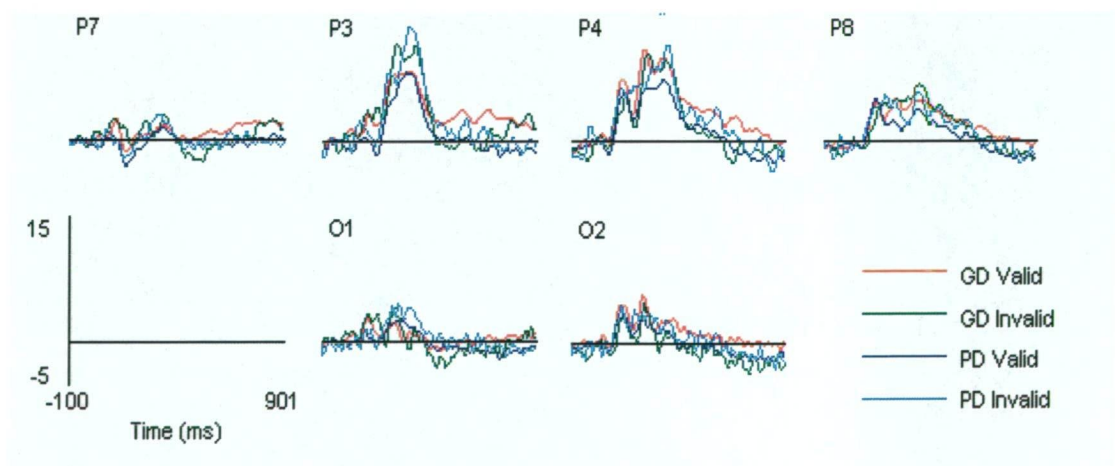 P7
P3
P4
P8
15
O1
O2
-5
-100
901
Time (ms)
GD Valid
GD Invalid
PD Valid
PD Invalid